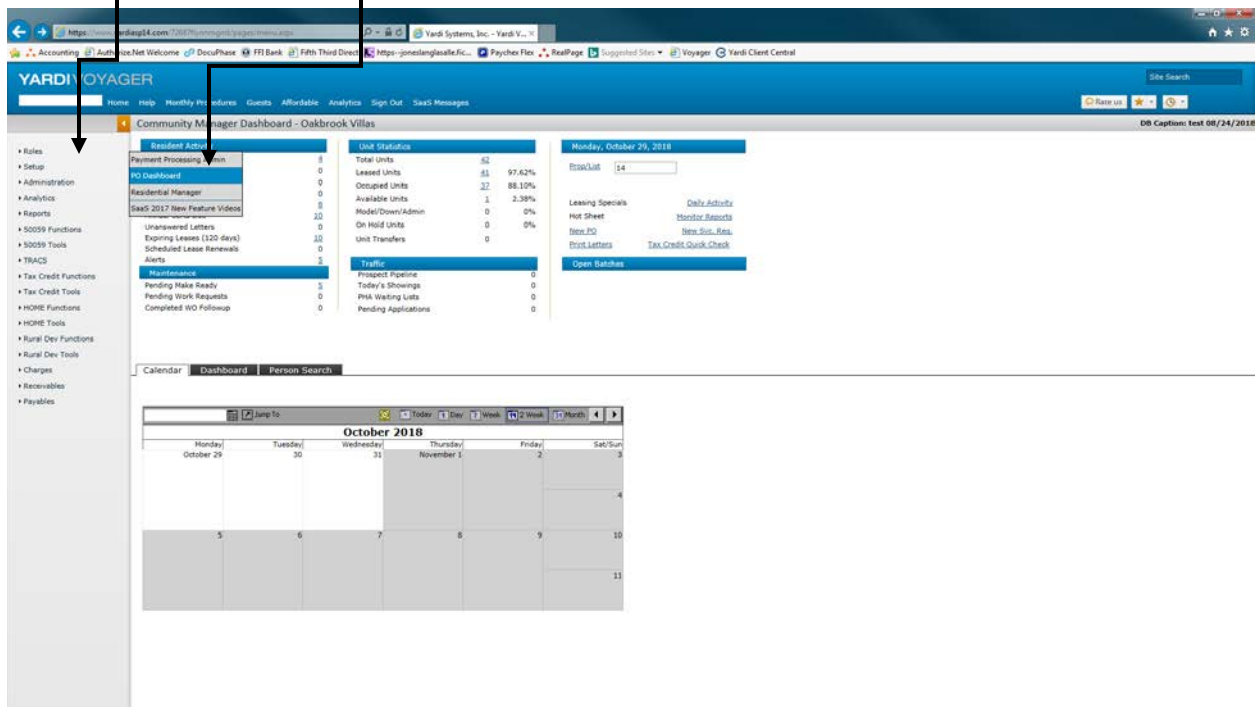 Yardi Systems, Inc. - Yardi V...
Accounting Authorize.Net Welcome DocuPhase FFI Bank Fifth Third Direct https--joneslanglasalle.fic... Paychex Flex RealPage Suggested Sites Voyager Yardi Client Central
YARDI VOYAGER
Site Search
Home Help Monthly Procedures Guests Affordable Analytics Sign Out SaaS Messages
Rate us
Community Manager Dashboard - Oakbrook Villas
DB Caption: test 08/24/2018
Roles
Setup
Administration
Analytics
Reports
50059 Functions
50059 Tools
TRACS
Tax Credit Functions
Tax Credit Tools
HOME Functions
HOME Tools
Rural Dev Functions
Rural Dev Tools
Charges
Receivables
Payables
Resident Activity
Payment Processing Admin 4
PO Dashboard 0
0
Residential Manager 0
SaaS 2017 New Feature Videos 8
10
Unanswered Letters 0
Expiring Leases (120 days) 10
Scheduled Lease Renewals 0
Alerts 5
Maintenance
Pending Make Ready 5
Pending Work Requests 0
Completed WO Followup 0
Unit Statistics
Total Units 42
Leased Units 41 97.62%
Occupied Units 37 88.10%
Available Units 1 2.38%
Model/Down/Admin 0 0%
On Hold Units 0 0%
Unit Transfers 0
Traffic
Prospect Pipeline 0
Today's Showings 0
PHA Waiting Lists 0
Pending Applications 0
Monday, October 29, 2018
Prop/List 14
Leasing Specials Daily Activity
Hot Sheet Monitor Reports
New PO New Svc. Req.
Print Letters Tax Credit Quick Check
Open Batches
Calendar Dashboard Person Search
Jump To Today Day Week 2 Week Month
October 2018
Monday Tuesday Wednesday Thursday Friday Sat/Sun
October 29 30 31 November 1 2 3
4
5 6 7 8 9 10
11